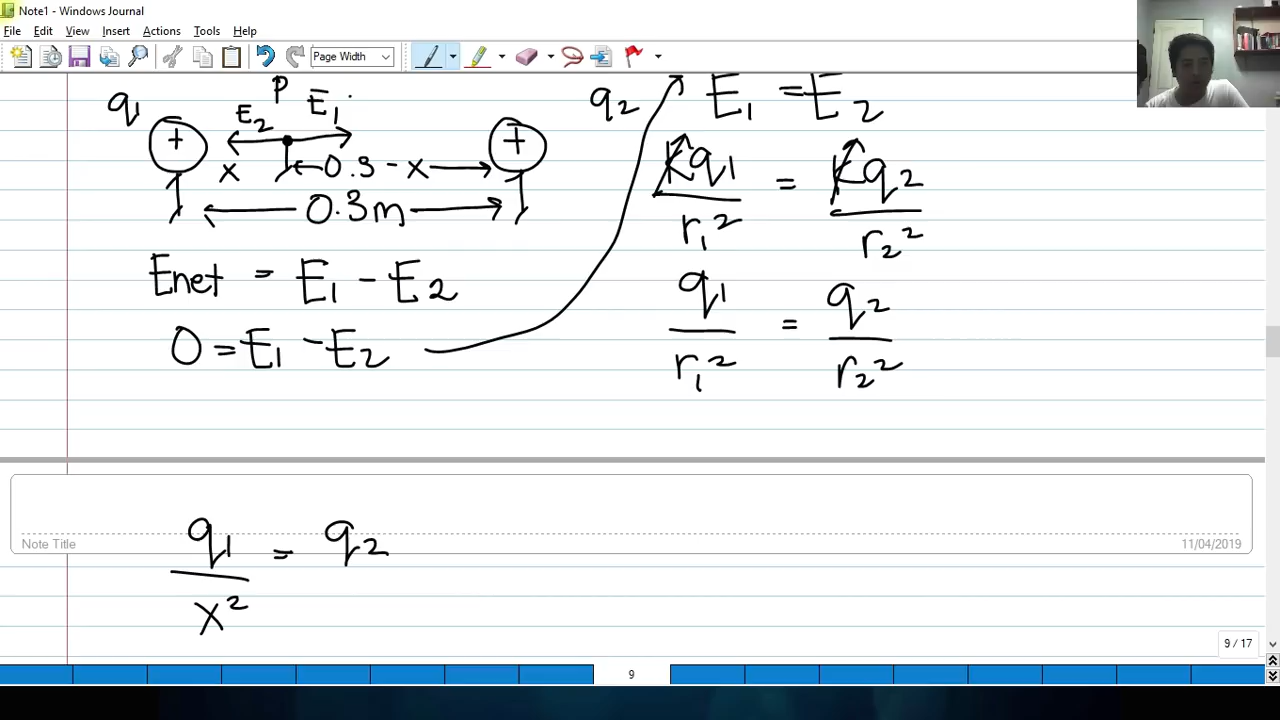 Note1 - Windows Journal
File Edit View Insert Actions Tools Help
Page Width
q1 E2 P E1 q2
+ +
x 0.3 - x
0.3m
Enet = E1 - E2
0 = E1 - E2
E1 = E2
Kq1 / r1² = Kq2 / r2²
q1 / r1² = q2 / r2²
q1 / x² = q2
Note Title
11/04/2019
9 / 17
9